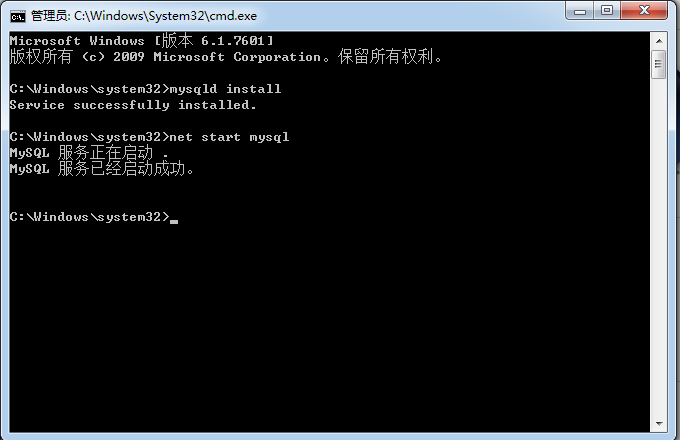 管理员: C:\Windows\System32\cmd.exe
Microsoft Windows [版本 6.1.7601]
版权所有 (c) 2009 Microsoft Corporation。保留所有权利。
C:\Windows\system32>mysqld install
Service successfully installed.
C:\Windows\system32>net start mysql
MySQL 服务正在启动 .
MySQL 服务已经启动成功。
C:\Windows\system32>